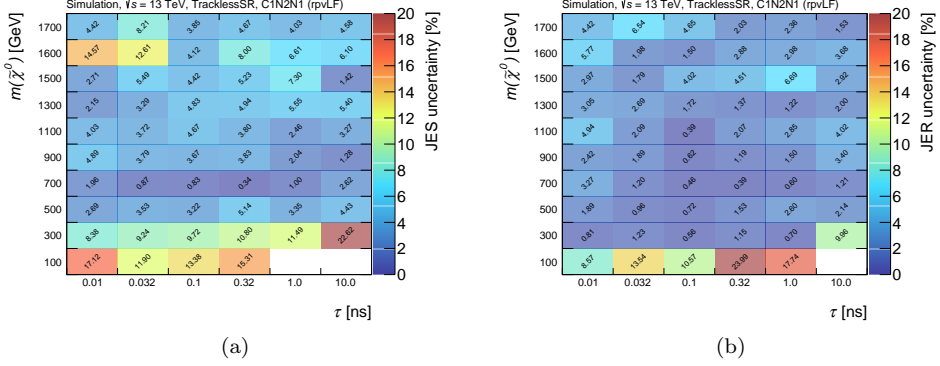 Simulation, √s = 13 TeV, TracklessSR, C1N2N1 (rpvLF)
m(χ̃⁰) [GeV]
1700 4.42 8.21 3.85 4.67 4.03 4.58
1600 14.57 12.61 4.12 8.00 6.61 6.10
1500 2.71 5.49 4.42 5.23 7.30 1.42
1300 2.15 3.29 4.83 4.94 5.55 5.40
1100 4.03 3.72 4.67 3.80 2.46 3.27
900 4.89 3.79 3.67 3.83 2.04 1.28
700 1.96 0.87 0.83 0.34 1.00 2.62
500 2.69 3.53 3.22 5.14 3.35 4.43
300 8.38 9.24 9.72 10.80 11.49 22.62
100 17.12 11.90 13.38 15.31
0.01 0.032 0.1 0.32 1.0 10.0
τ [ns]
20
18
16
14
12
10
8
6
4
2
0
JES uncertainty [%]
(a)
Simulation, √s = 13 TeV, TracklessSR, C1N2N1 (rpvLF)
m(χ̃⁰) [GeV]
1700 4.42 6.54 4.65 2.03 2.36 1.53
1600 5.77 1.98 1.50 2.88 2.98 3.68
1500 2.97 1.79 4.02 4.51 6.69 2.92
1300 3.05 2.69 1.72 1.37 1.22 2.00
1100 4.94 2.09 0.39 2.07 2.85 4.02
900 2.42 1.89 0.62 1.19 1.50 3.40
700 3.27 1.20 0.46 0.39 0.60 1.21
500 1.89 0.96 0.72 1.53 2.60 2.14
300 0.81 1.23 0.56 1.15 0.70 9.96
100 8.57 13.54 10.57 23.99 17.74
0.01 0.032 0.1 0.32 1.0 10.0
τ [ns]
20
18
16
14
12
10
8
6
4
2
0
JER uncertainty [%]
(b)